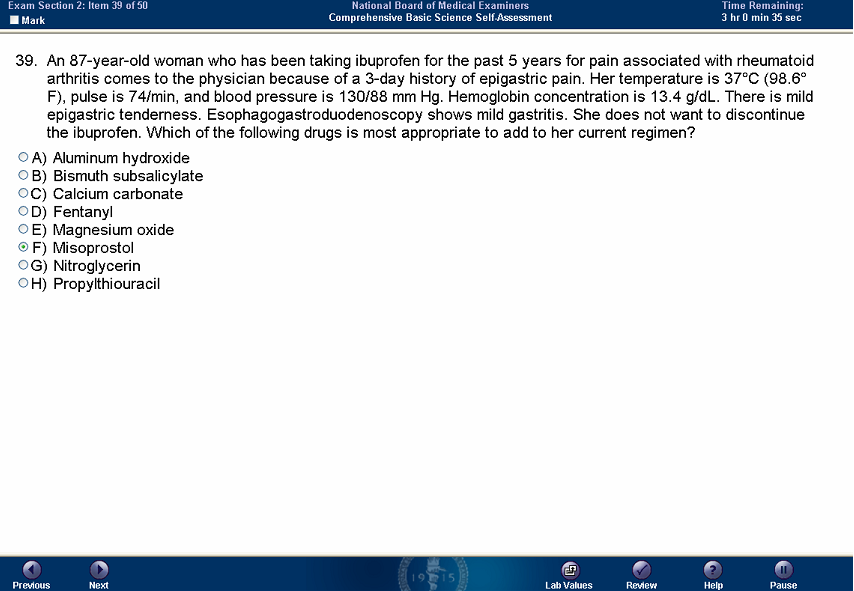 Exam Section 2: Item 39 of 50
National Board of Medical Examiners
Time Remaining:
Mark
Comprehensive Basic Science Self-Assessment
3 hr 0 min 35 sec
39. An 87-year-old woman who has been taking ibuprofen for the past 5 years for pain associated with rheumatoid
arthritis comes to the physician because of a 3-day history of epigastric pain. Her temperature is 37°C (98.6°
F), pulse is 74/min, and blood pressure is 130/88 mm Hg. Hemoglobin concentration is 13.4 g/dL. There is mild
epigastric tenderness. Esophagogastroduodenoscopy shows mild gastritis. She does not want to discontinue
the ibuprofen. Which of the following drugs is most appropriate to add to her current regimen?
A) Aluminum hydroxide
B) Bismuth subsalicylate
C) Calcium carbonate
D) Fentanyl
E) Magnesium oxide
F) Misoprostol
G) Nitroglycerin
H) Propylthiouracil
19 15
Previous
Next
Lab Values
Review
Help
Pause